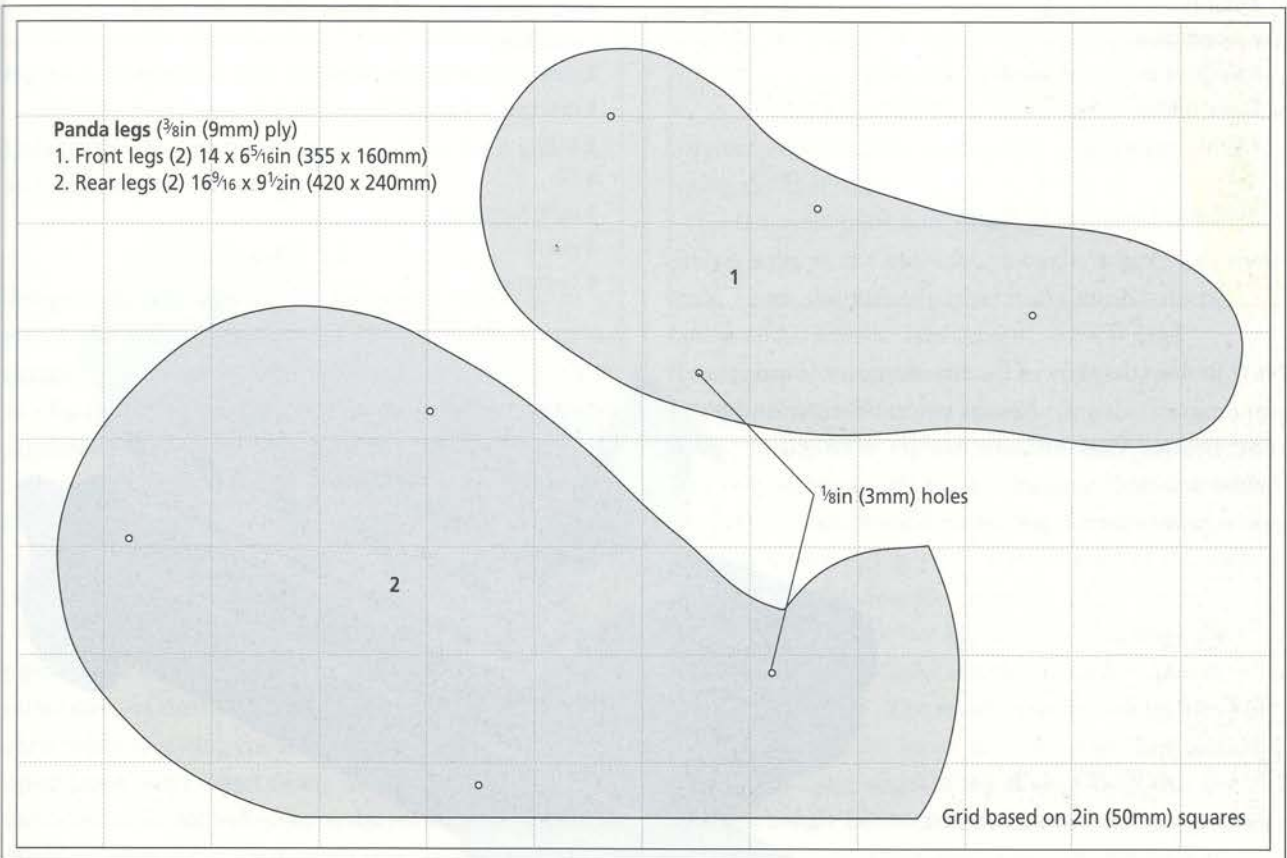 Panda legs (3/8in (9mm) ply)
1. Front legs (2) 14 x 6 5/16in (355 x 160mm)
2. Rear legs (2) 16 9/16 x 9 1/2in (420 x 240mm)
1
1/8in (3mm) holes
2
Grid based on 2in (50mm) squares